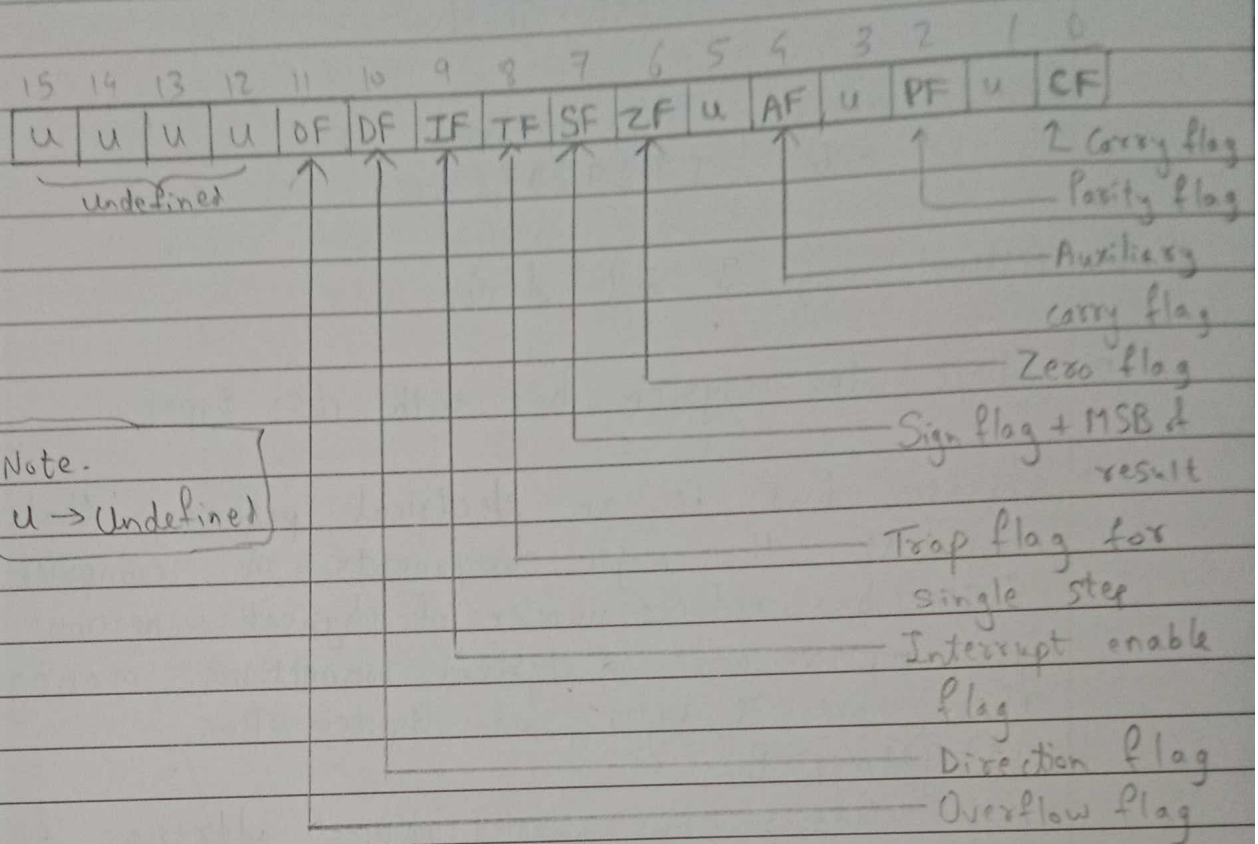 15 14 13 12 11 10 9 8 7 6 5 4 3 2 1 0
U U U U OF DF IF TF SF ZF U AF U PF U CF
Carry flag
undefined
Parity flag
Auxiliary
carry flag
Zero flag
Sign flag + MSB of
result
Note.
U → Undefined
Trap flag for
single step
Interrupt enable
flag
Direction flag
Overflow flag